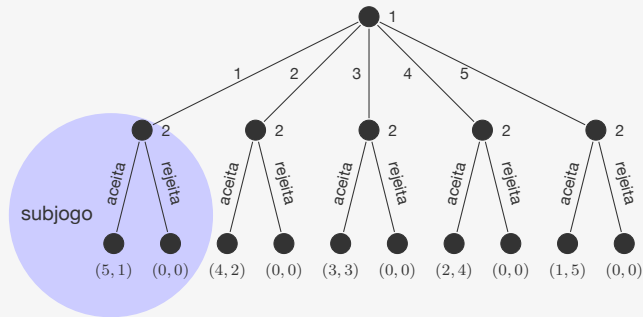 1
1 2 3 4 5
2 2 2 2 2
aceita rejeita aceita rejeita aceita rejeita aceita rejeita aceita rejeita
subjogo
(5, 1) (0, 0) (4, 2) (0, 0) (3, 3) (0, 0) (2, 4) (0, 0) (1, 5) (0, 0)